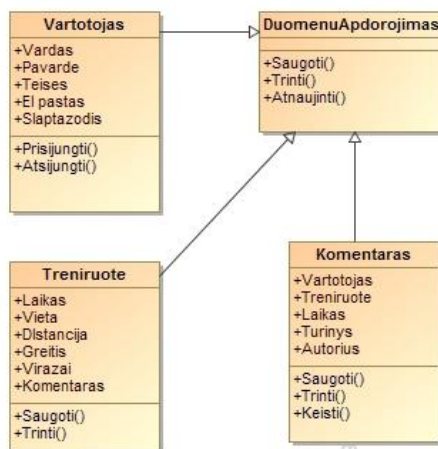 Vartotojas
+Vardas
+Pavarde
+Teises
+El pastas
+Slaptazodis
+Prisijungti()
+Atsijungti()
DuomenuApdorojimas
+Saugoti()
+Trinti()
+Atnaujinti()
Treniruote
+Laikas
+Vieta
+DIstancija
+Greitis
+Virazai
+Komentaras
+Saugoti()
+Trinti()
Komentaras
+Vartotojas
+Treniruote
+Laikas
+Turinys
+Autorius
+Saugoti()
+Trinti()
+Keisti()